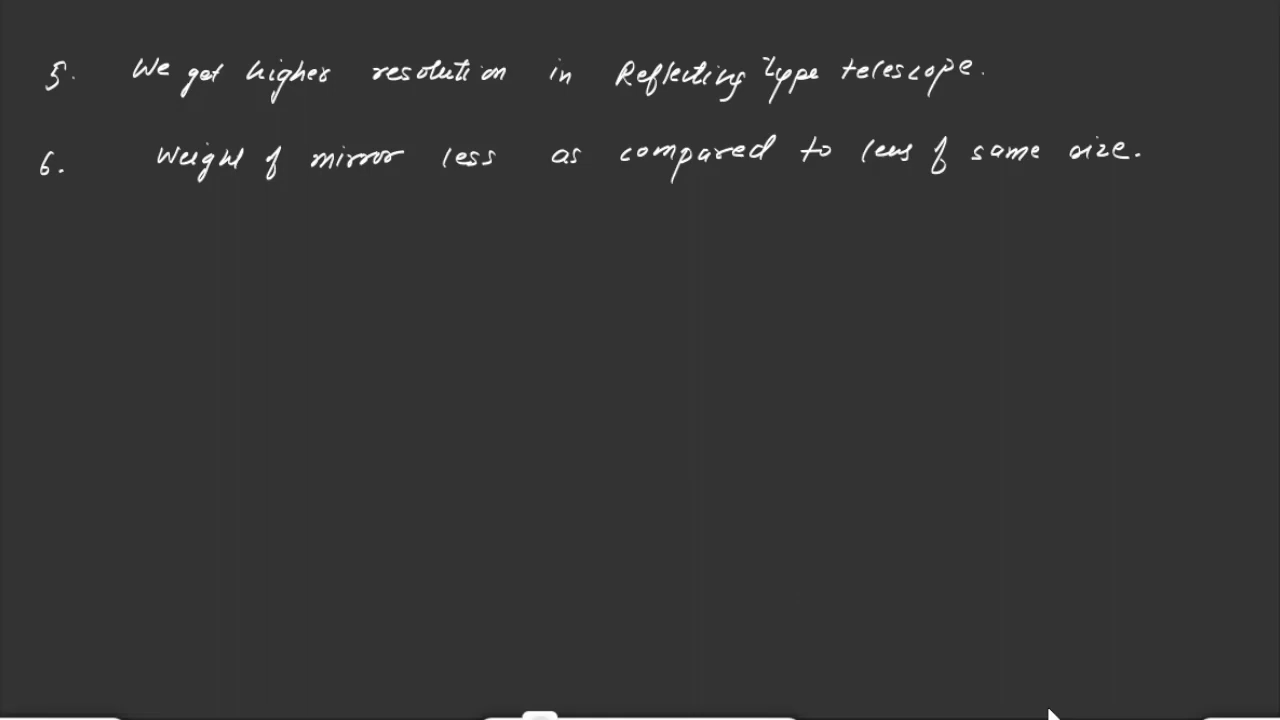 5. We get higher resolution in Reflecting type telescope.
6. Weight of mirror less as compared to lens of same size.